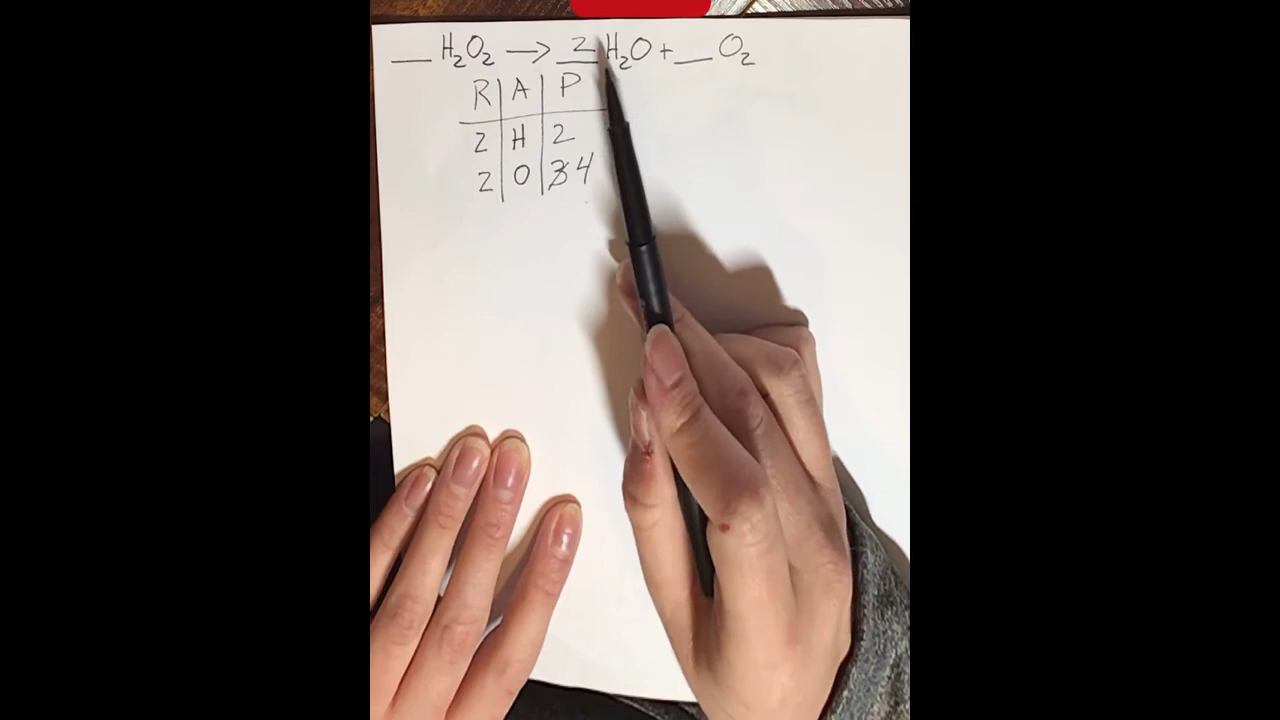 __ H₂O₂ → 2 H₂O + __ O₂
R | A | P
2 | H | 2
2 | O | 3 4